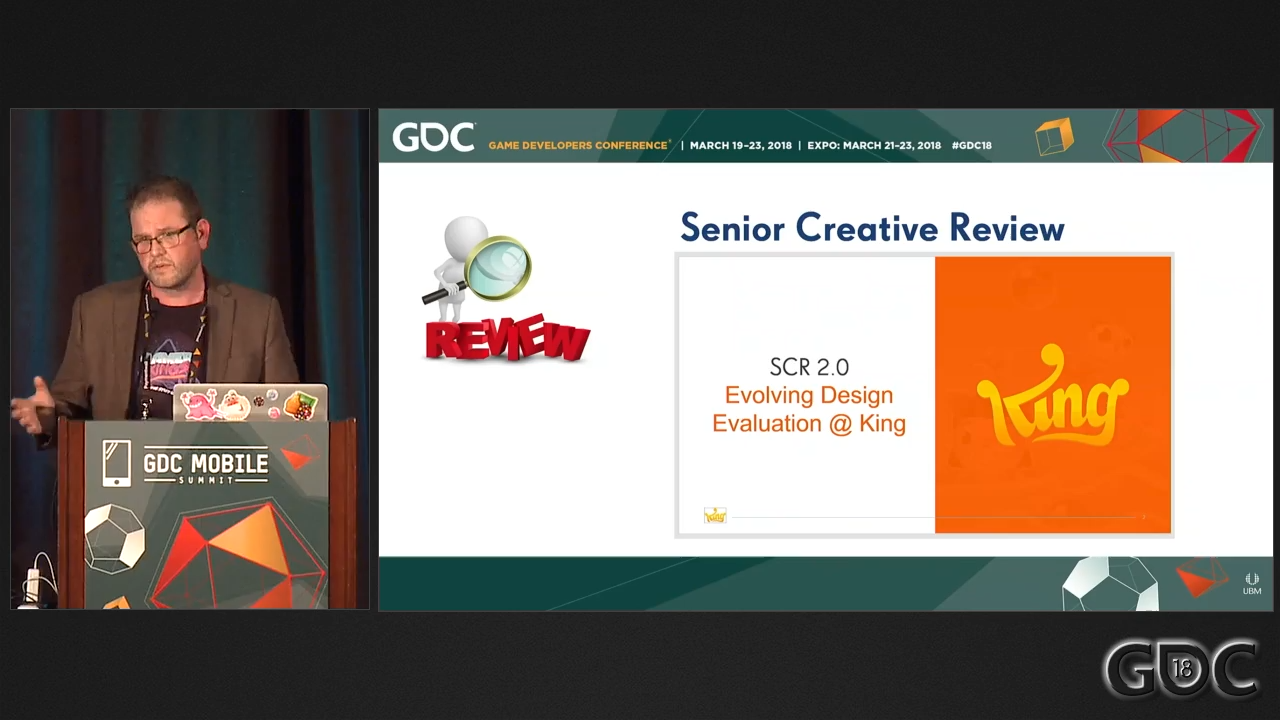 GDC
GAME DEVELOPERS CONFERENCE® | MARCH 19–23, 2018 | EXPO: MARCH 21–23, 2018 #GDC18
Senior Creative Review
REVIEW
SCR 2.0
Evolving Design
Evaluation @ King
King
King
GDC MOBILE
SUMMIT
UBM
GDC
18